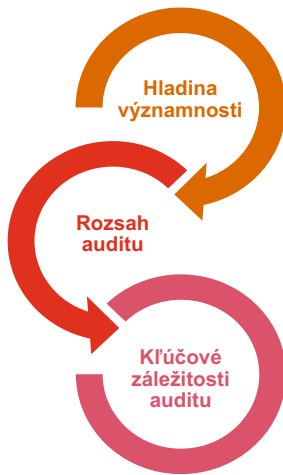 Hladina
významnosti
Rozsah
auditu
Kľúčové
záležitosti
auditu